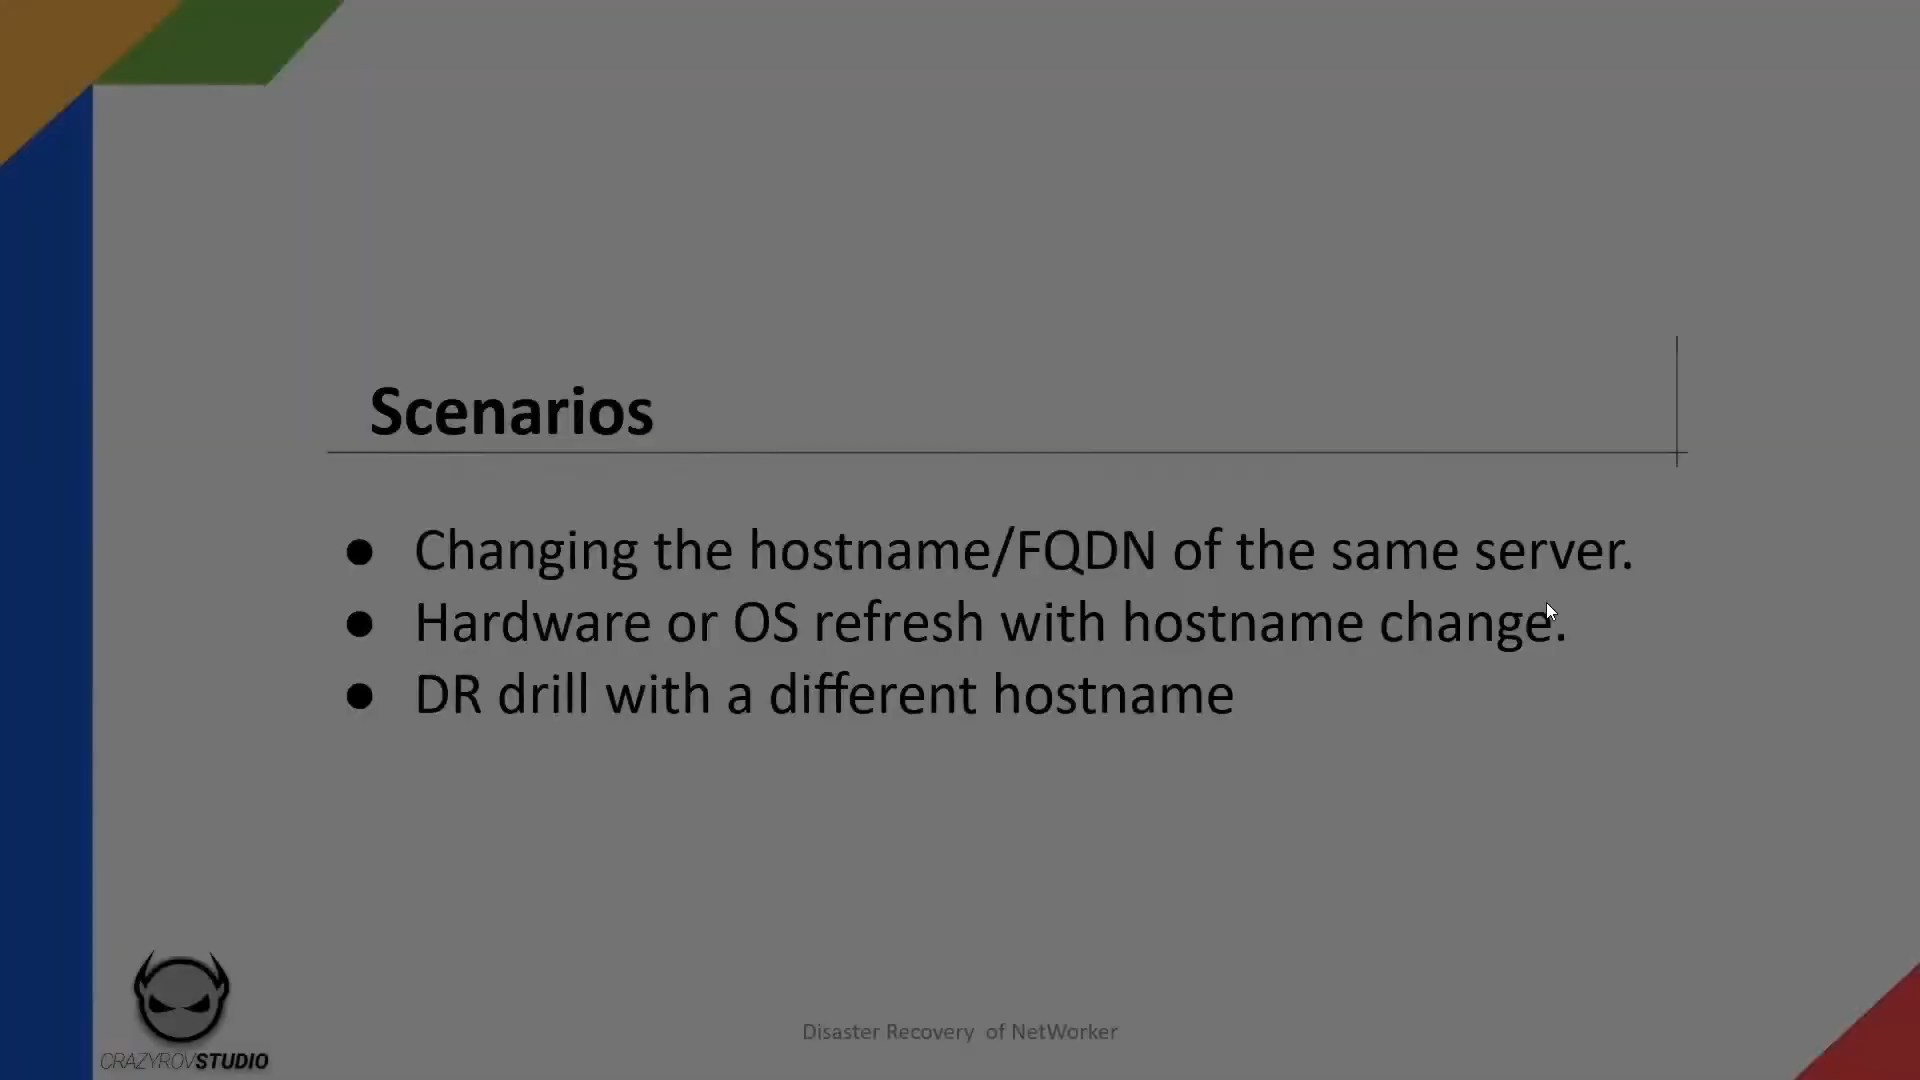 Scenarios
● Changing the hostname/FQDN of the same server.
● Hardware or OS refresh with hostname change.
● DR drill with a different hostname
CRAZYROVSTUDIO
Disaster Recovery of NetWorker